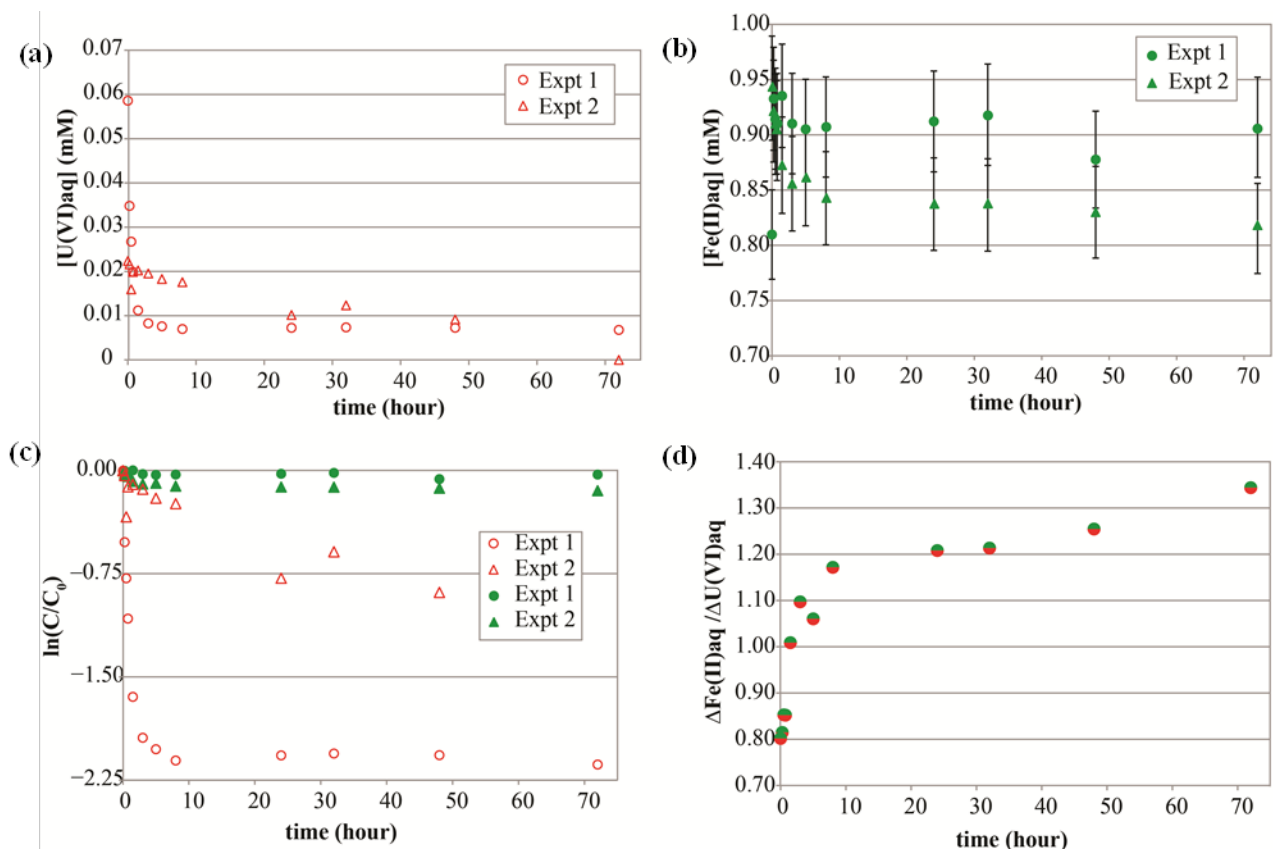 (a)
[U(VI)aq] (mM)
0.07
0.06
0.05
0.04
0.03
0.02
0.01
0
Expt 1
Expt 2
0 10 20 30 40 50 60 70
time (hour)
(b)
[Fe(II)aq] (mM)
1.00
0.95
0.90
0.85
0.80
0.75
0.70
Expt 1
Expt 2
0 10 20 30 40 50 60 70
time (hour)
(c)
ln(C/C₀)
0.00
−0.75
−1.50
−2.25
Expt 1
Expt 2
Expt 1
Expt 2
0 10 20 30 40 50 60 70
time (hour)
(d)
ΔFe(II)aq /ΔU(VI)aq
1.40
1.30
1.20
1.10
1.00
0.90
0.80
0.70
0 10 20 30 40 50 60 70
time (hour)